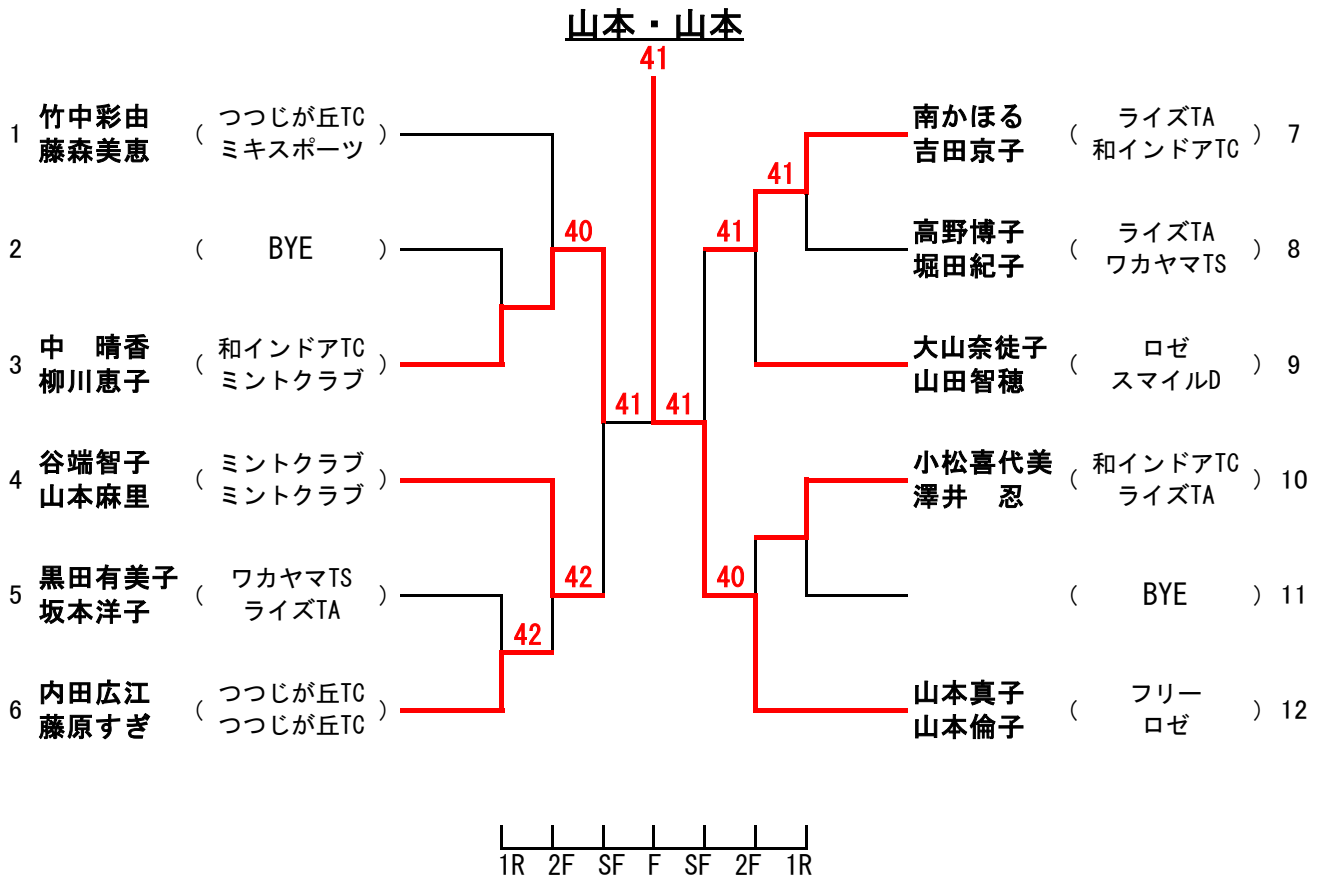 山本・山本
41
1 竹中彩由 ( つつじが丘TC )
藤森美恵 ミキスポーツ
2 ( BYE )
3 中　晴香 ( 和インドアTC )
柳川恵子 ミントクラブ
4 谷端智子 ( ミントクラブ )
山本麻里 ミントクラブ
5 黒田有美子 ( ワカヤマTS )
坂本洋子 ライズTA
6 内田広江 ( つつじが丘TC )
藤原すぎ つつじが丘TC
40
42
42
41 41
41
41
40
南かほる ( ライズTA ) 7
吉田京子 和インドアTC
高野博子 ( ライズTA ) 8
堀田紀子 ワカヤマTS
大山奈徒子 ( ロゼ ) 9
山田智穂 スマイルD
小松喜代美 ( 和インドアTC ) 10
澤井　忍 ライズTA
( BYE ) 11
山本真子 ( フリー ) 12
山本倫子 ロゼ
1R 2F SF F SF 2F 1R